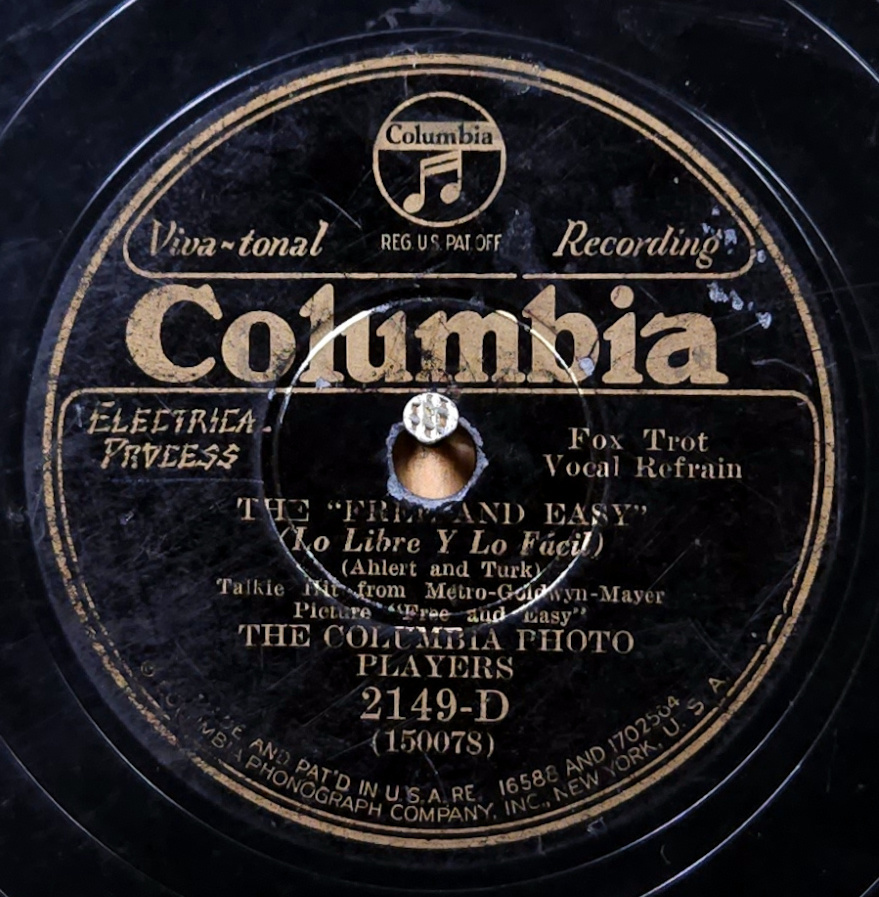 Columbia
Viva-tonal
REG. U.S. PAT. OFF.
Recording
Columbia
ELECTRICAL
PROCESS
Fox Trot
Vocal Refrain
THE "FREE AND EASY"
(Lo Libre Y Lo Fácil)
(Ahlert and Turk)
Talkie Hit from Metro-Goldwyn-Mayer
Picture "Free and Easy"
THE COLUMBIA PHOTO
PLAYERS
2149-D
(150078)
MADE AND PAT'D IN U.S.A. RE. 16588 AND 1702564
COLUMBIA PHONOGRAPH COMPANY, INC., NEW YORK, U. S. A.